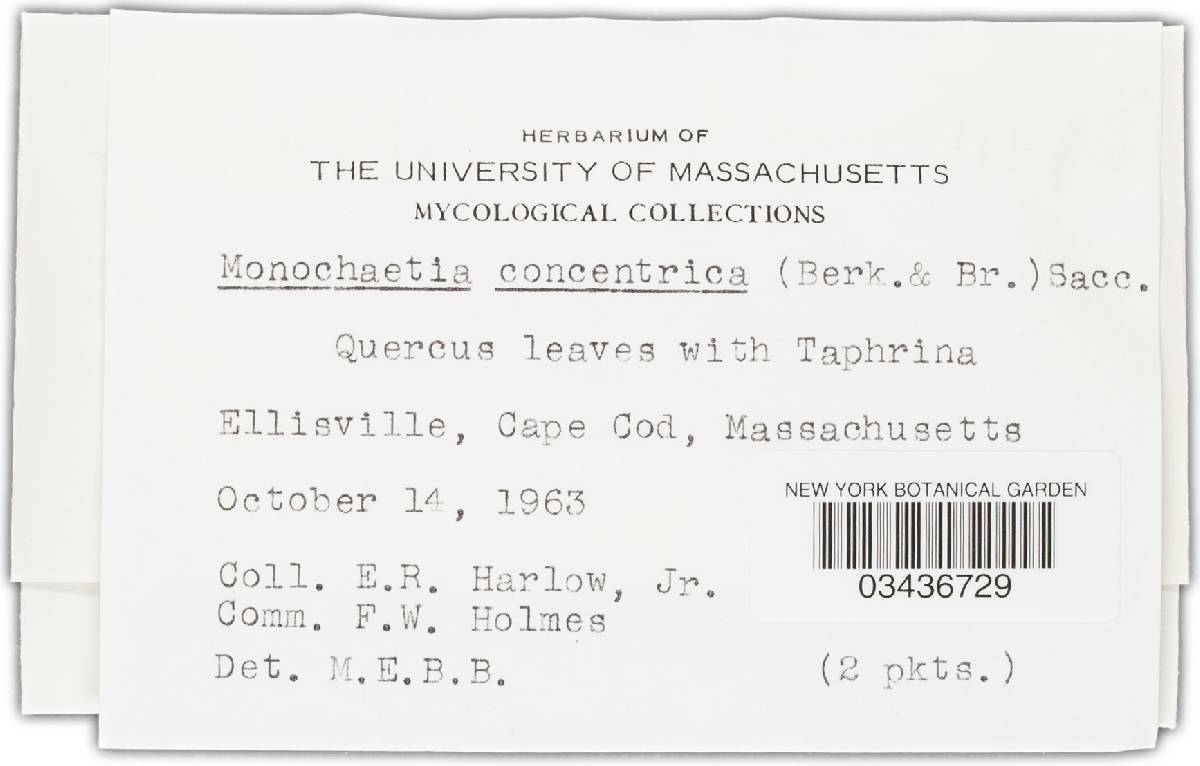 HERBARIUM OF
THE UNIVERSITY OF MASSACHUSETTS
MYCOLOGICAL COLLECTIONS
Monochaetia concentrica (Berk.& Br.)Sacc.
Quercus leaves with Taphrina
Ellisville, Cape Cod, Massachusetts
October 14, 1963
NEW YORK BOTANICAL GARDEN
03436729
Coll. E.R. Harlow, Jr.
Comm. F.W. Holmes
Det. M.E.B.B. (2 pkts.)